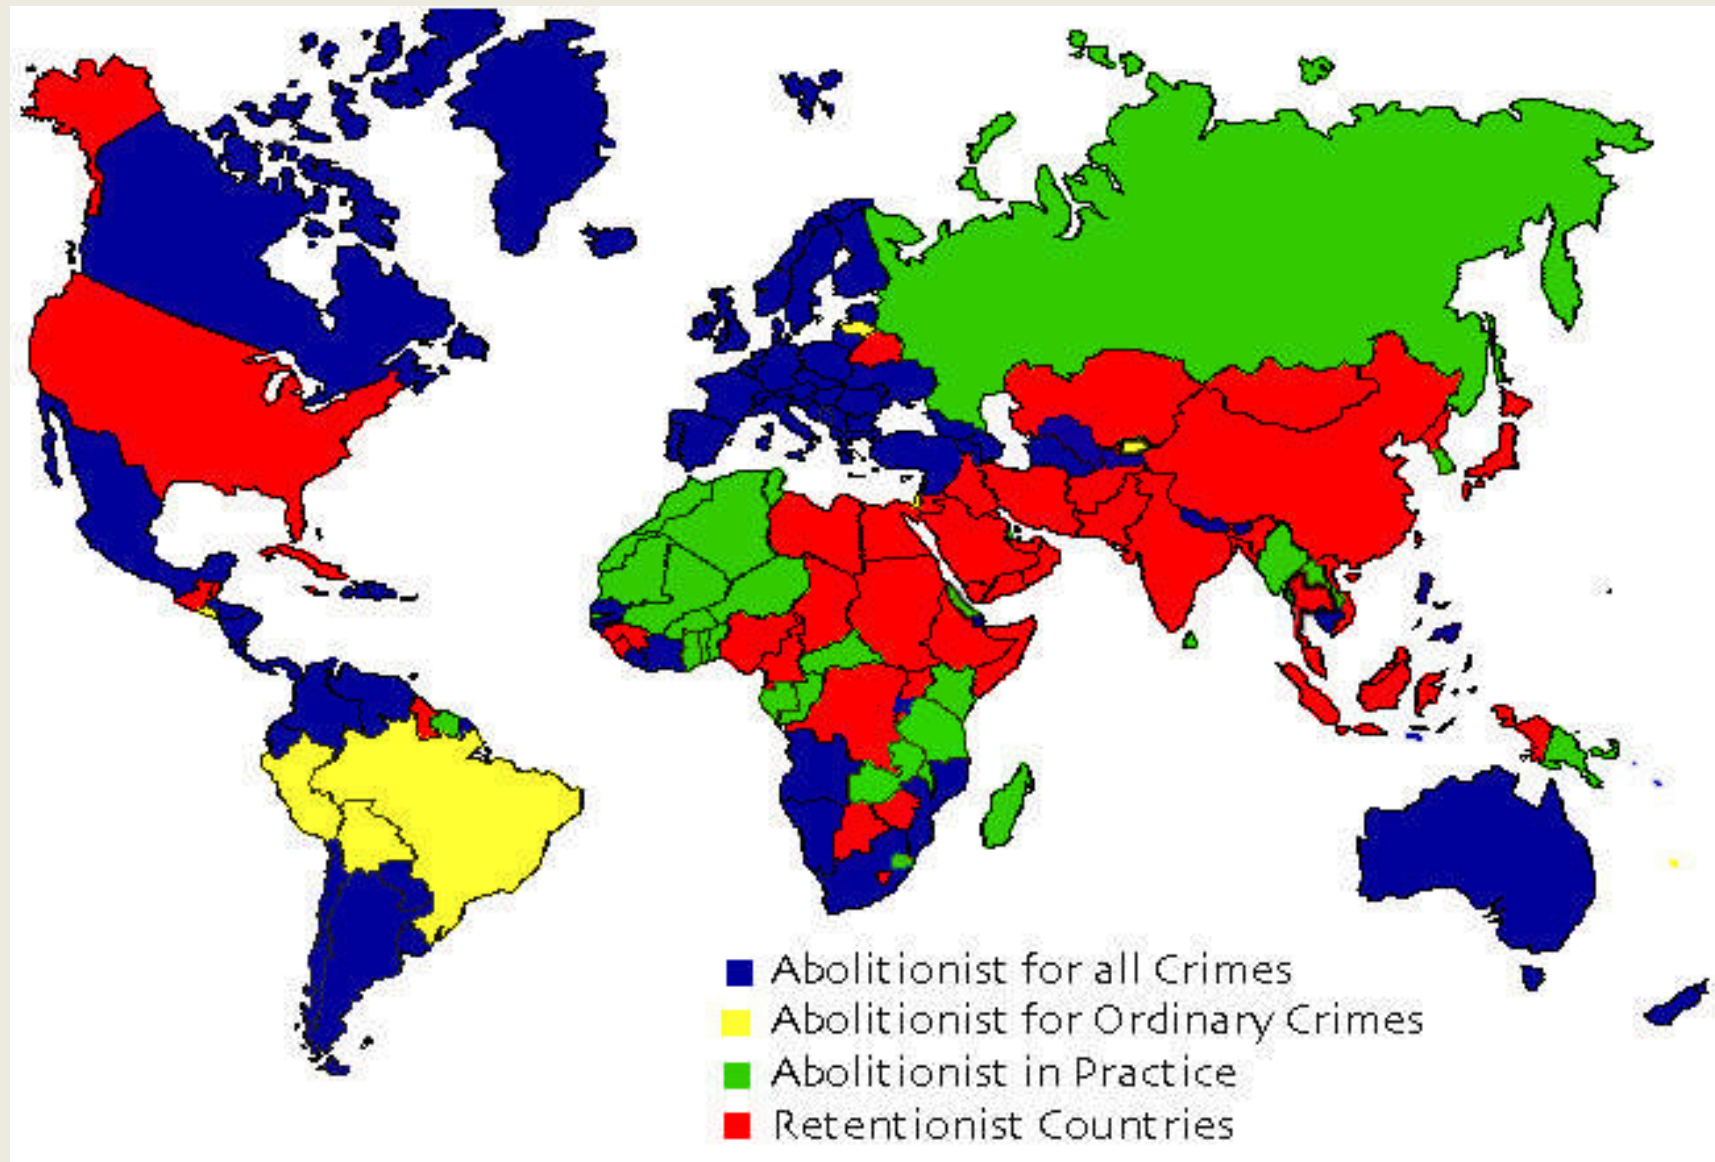 Abolitionist for all Crimes
Abolitionist for Ordinary Crimes
Abolitionist in Practice
Retentionist Countries